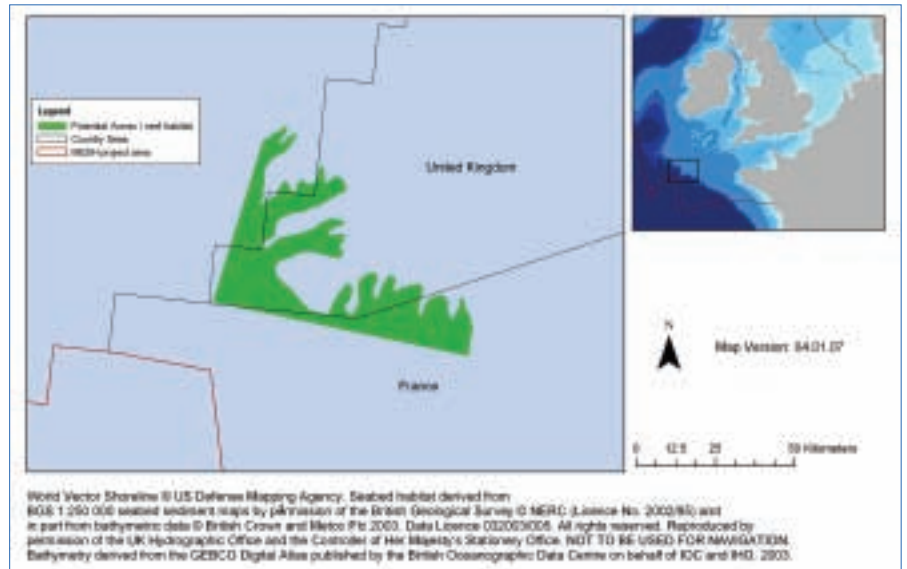 Legend
Potential Annex I reef habitat
Country lines
MESH project area
United Kingdom
France
N
Map Version: 04.01.07
0 12.5 25 50 Kilometers
World Vector Shoreline © US Defense Mapping Agency. Seabed habitat derived from
BGS 1:250 000 seabed sediment maps by permission of the British Geological Survey © NERC (Licence No. 2002/85) and
in part from bathymetric data © British Crown and Metoc Plc 2003. Data Licence All rights reserved. Reproduced by
permission of the UK Hydrographic Office and the Controller of Her Majesty's Stationery Office. NOT TO BE USED FOR NAVIGATION.
Bathymetry derived from the GEBCO Digital Atlas published by the British Oceanographic Data Centre on behalf of IOC and IHO, 2003.